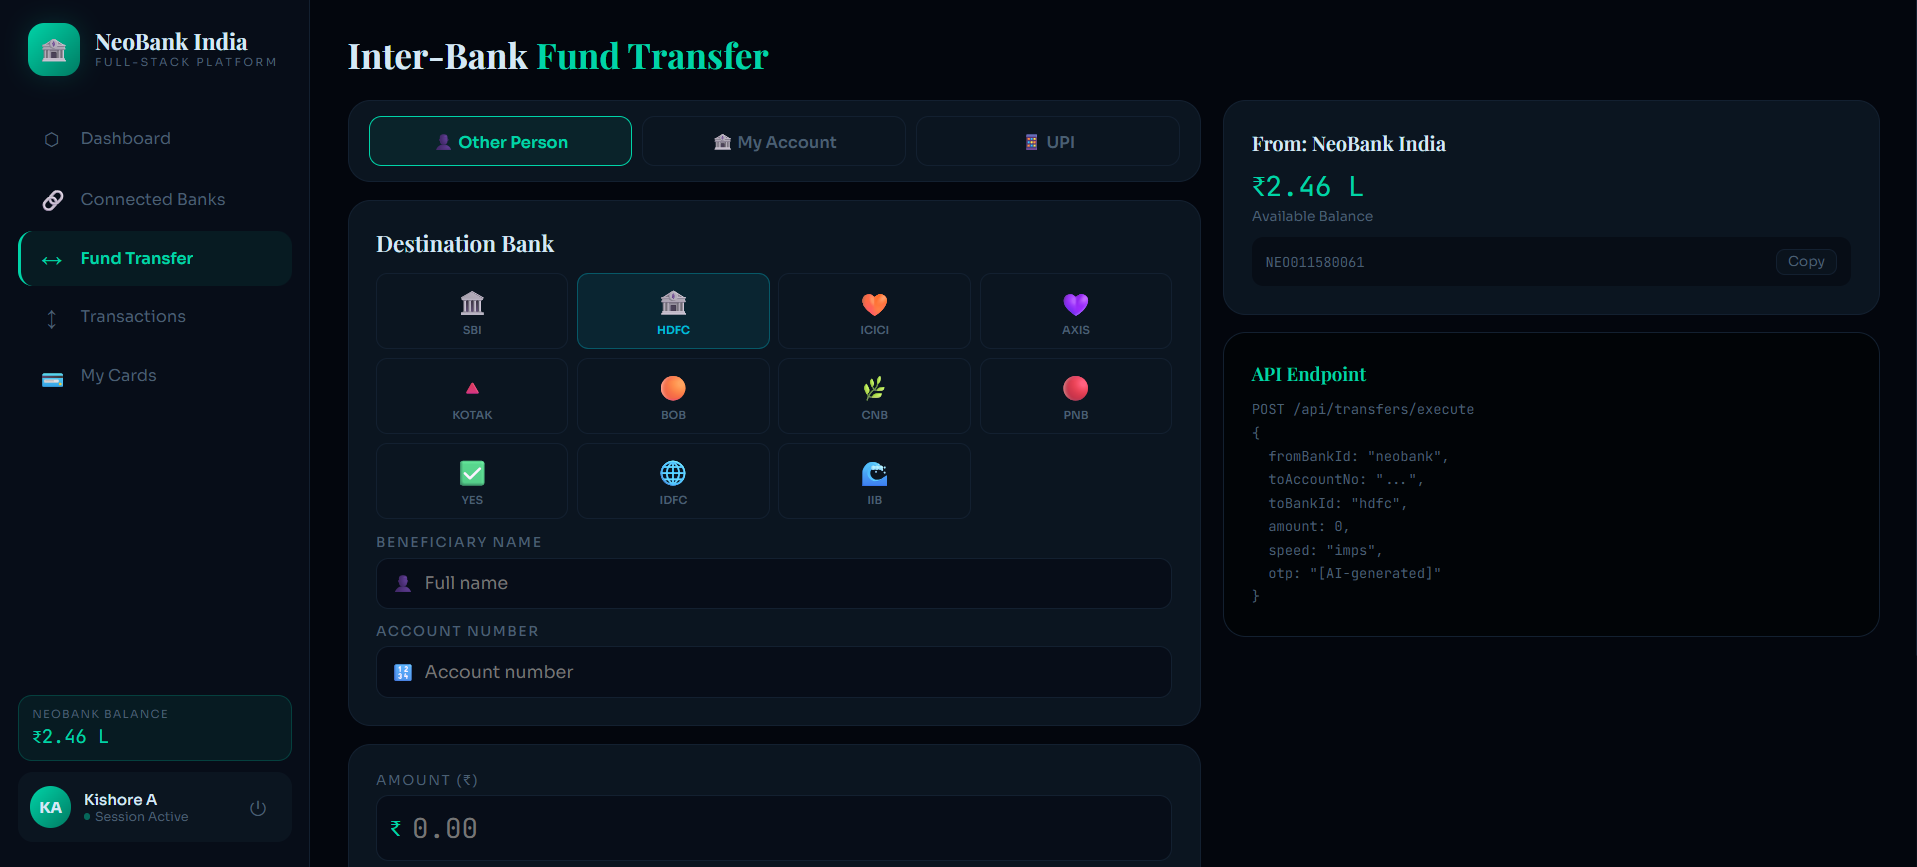 NeoBank India
FULL-STACK PLATFORM
Dashboard
Connected Banks
Fund Transfer
Transactions
My Cards
NEOBANK BALANCE
₹2.46 L
KA
Kishore A
Session Active
Inter-Bank Fund Transfer
Other Person
My Account
UPI
Destination Bank
SBI
HDFC
ICICI
AXIS
KOTAK
BOB
CNB
PNB
YES
IDFC
IIB
BENEFICIARY NAME
Full name
ACCOUNT NUMBER
Account number
AMOUNT (₹)
₹ 0.00
From: NeoBank India
₹2.46 L
Available Balance
NEO011580061
Copy
API Endpoint
POST /api/transfers/execute
{
fromBankId: "neobank",
toAccountNo: "...",
toBankId: "hdfc",
amount: 0,
speed: "imps",
otp: "[AI-generated]"
}